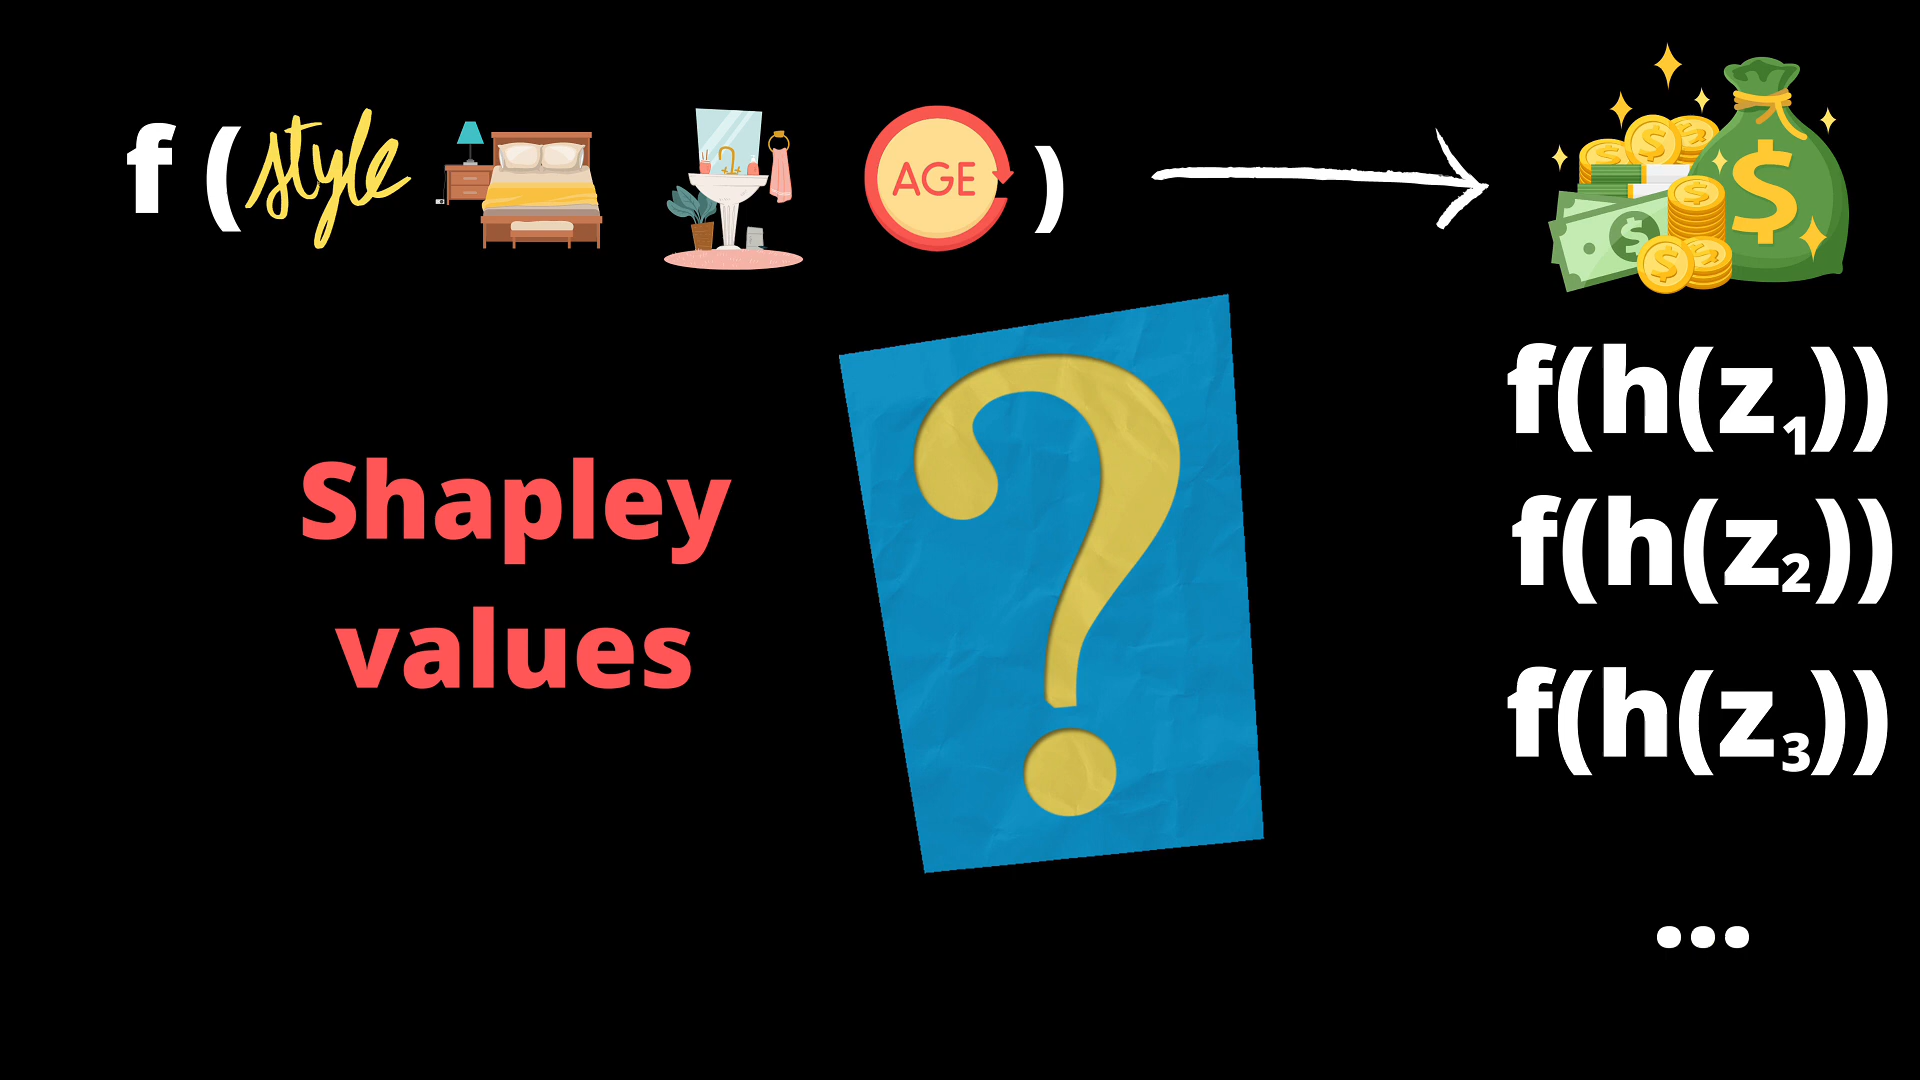 f ( style AGE )
$
f(h(z₁))
Shapley
values
?
f(h(z₂))
f(h(z₃))
...